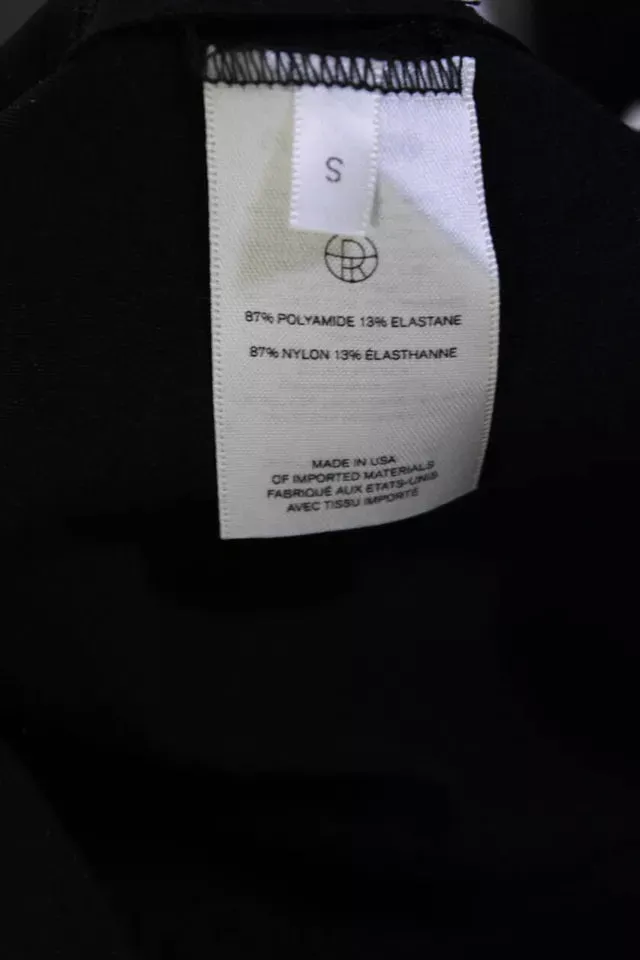 S
87% POLYAMIDE 13% ELASTANE
87% NYLON 13% ÉLASTHANNE
MADE IN USA
OF IMPORTED MATERIALS
FABRIQUÉ AUX ETATS-UNIS
AVEC TISSU IMPORTÉ